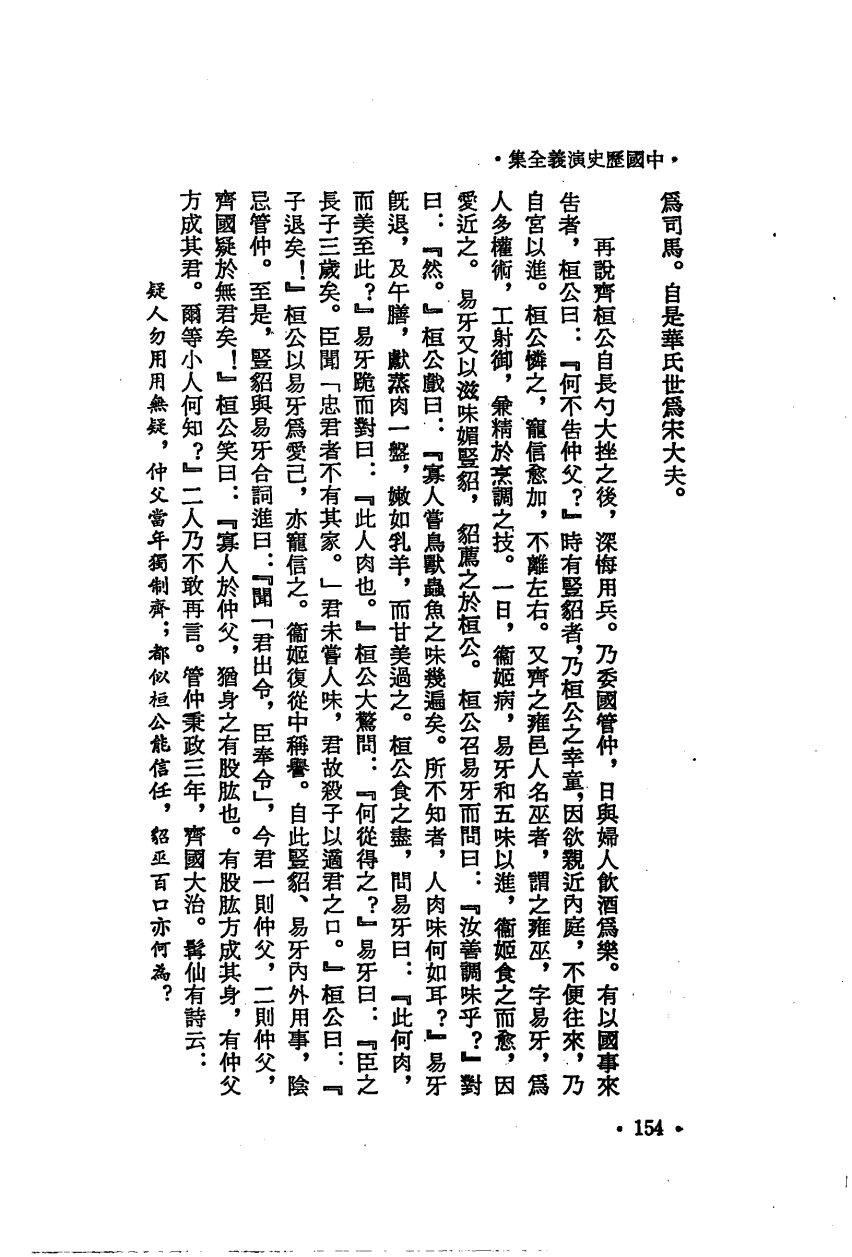 •中國歷史演義全集•
爲司馬。自是華氏世爲宋大夫。
再說齊桓公自長勺大挫之後，深悔用兵。乃委國管仲，日與婦人飲酒爲樂。有以國事來
告者，桓公曰：『何不告仲父？』時有豎貂者，乃桓公之幸童，因欲親近內庭，不便往來，乃
自宮以進。桓公憐之，寵信愈加，不離左右。又齊之雍邑人名巫者，謂之雍巫，字易牙，爲
人多權術，工射御，兼精於烹調之技。一日，衞姬病，易牙和五味以進，衞姬食之而愈，因
愛近之。易牙又以滋味媚豎貂，貂薦之於桓公。桓公召易牙而問曰：『汝善調味乎？』對
曰：『然。』桓公戲曰：『寡人嘗鳥獸蟲魚之味幾遍矣。所不知者，人肉味何如耳？』易牙
旣退，及午膳，獻蒸肉一盤，嫩如乳羊，而甘美過之。桓公食之盡，問易牙曰：『此何肉，
而美至此？』易牙跪而對曰：『此人肉也。』桓公大驚問：『何從得之？』易牙曰：『臣之
長子三歲矣。臣聞「忠君者不有其家。」君未嘗人味，君故殺子以適君之口。』桓公曰：『
子退矣！』桓公以易牙爲愛己，亦寵信之。衞姬復從中稱譽。自此豎貂、易牙內外用事，陰
忌管仲。至是，豎貂與易牙合詞進曰：『聞「君出令，臣奉令」，今君一則仲父，二則仲父，
齊國疑於無君矣！』桓公笑曰：『寡人於仲父，猶身之有股肱也。有股肱方成其身，有仲父
方成其君。爾等小人何知？』二人乃不敢再言。管仲秉政三年，齊國大治。髯仙有詩云：
疑人勿用用無疑，仲父當年獨制齊；都似桓公能信任，貂巫百口亦何為？
•154•